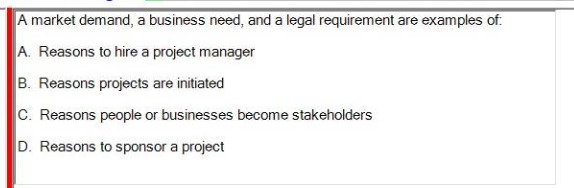 A market demand, a business need, and a legal requirement are examples of:
A. Reasons to hire a project manager
B. Reasons projects are initiated
C. Reasons people or businesses become stakeholders
D. Reasons to sponsor a project